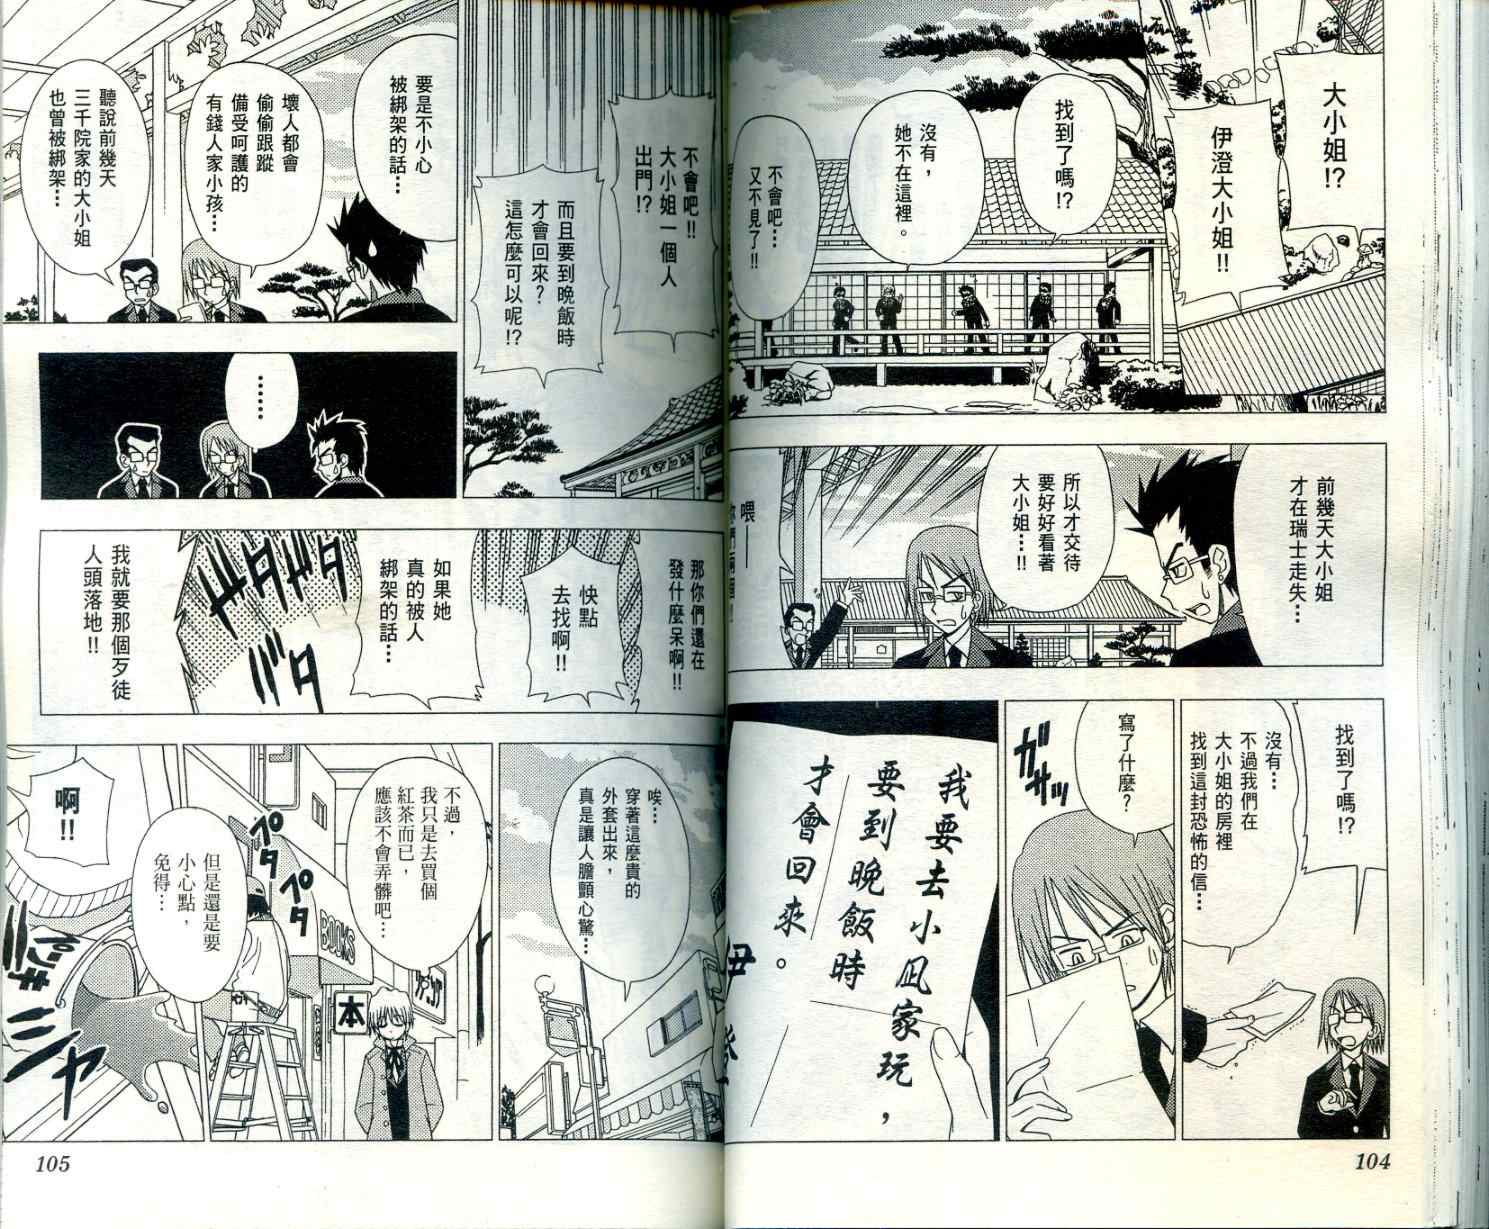 大小姐!?
伊澄大小姐!!
找到了嗎!?
沒有，
她不在這裡。
不會吧…
又不見了!!
前幾天大小姐
才在瑞士走失…
所以才交待
要好好看著
大小姐…!!
喂──
找到了嗎!?
沒有…
不過我們在
大小姐的房裡
找到這封恐怖的信…
寫了什麼?
ガサッ
我要去小凪家玩，
要到晚飯時
才會回來。
104
不會吧!!
大小姐一個人
出門!?
而且要到晚飯時
才會回來?
這怎麼可以呢!?
要是不小心
被綁架的話…
壞人都會
偷偷跟蹤
備受呵護的
有錢人家小孩…
聽說前幾天
三千院家的大小姐
也曾被綁架…
……
那你們還在
發什麼呆啊!!
快點
去找啊!!
如果她
真的被人
綁架的話…
我就要那個歹徒
人頭落地!!
唉…
穿著這麼貴的
外套出來，
真是讓人膽顫心驚…
不過，
我只是去買個
紅茶而已，
應該不會弄髒吧…
ペタ
ペタ
BOOKS
本
但是還是要
小心點，
免得…
啊!!
105